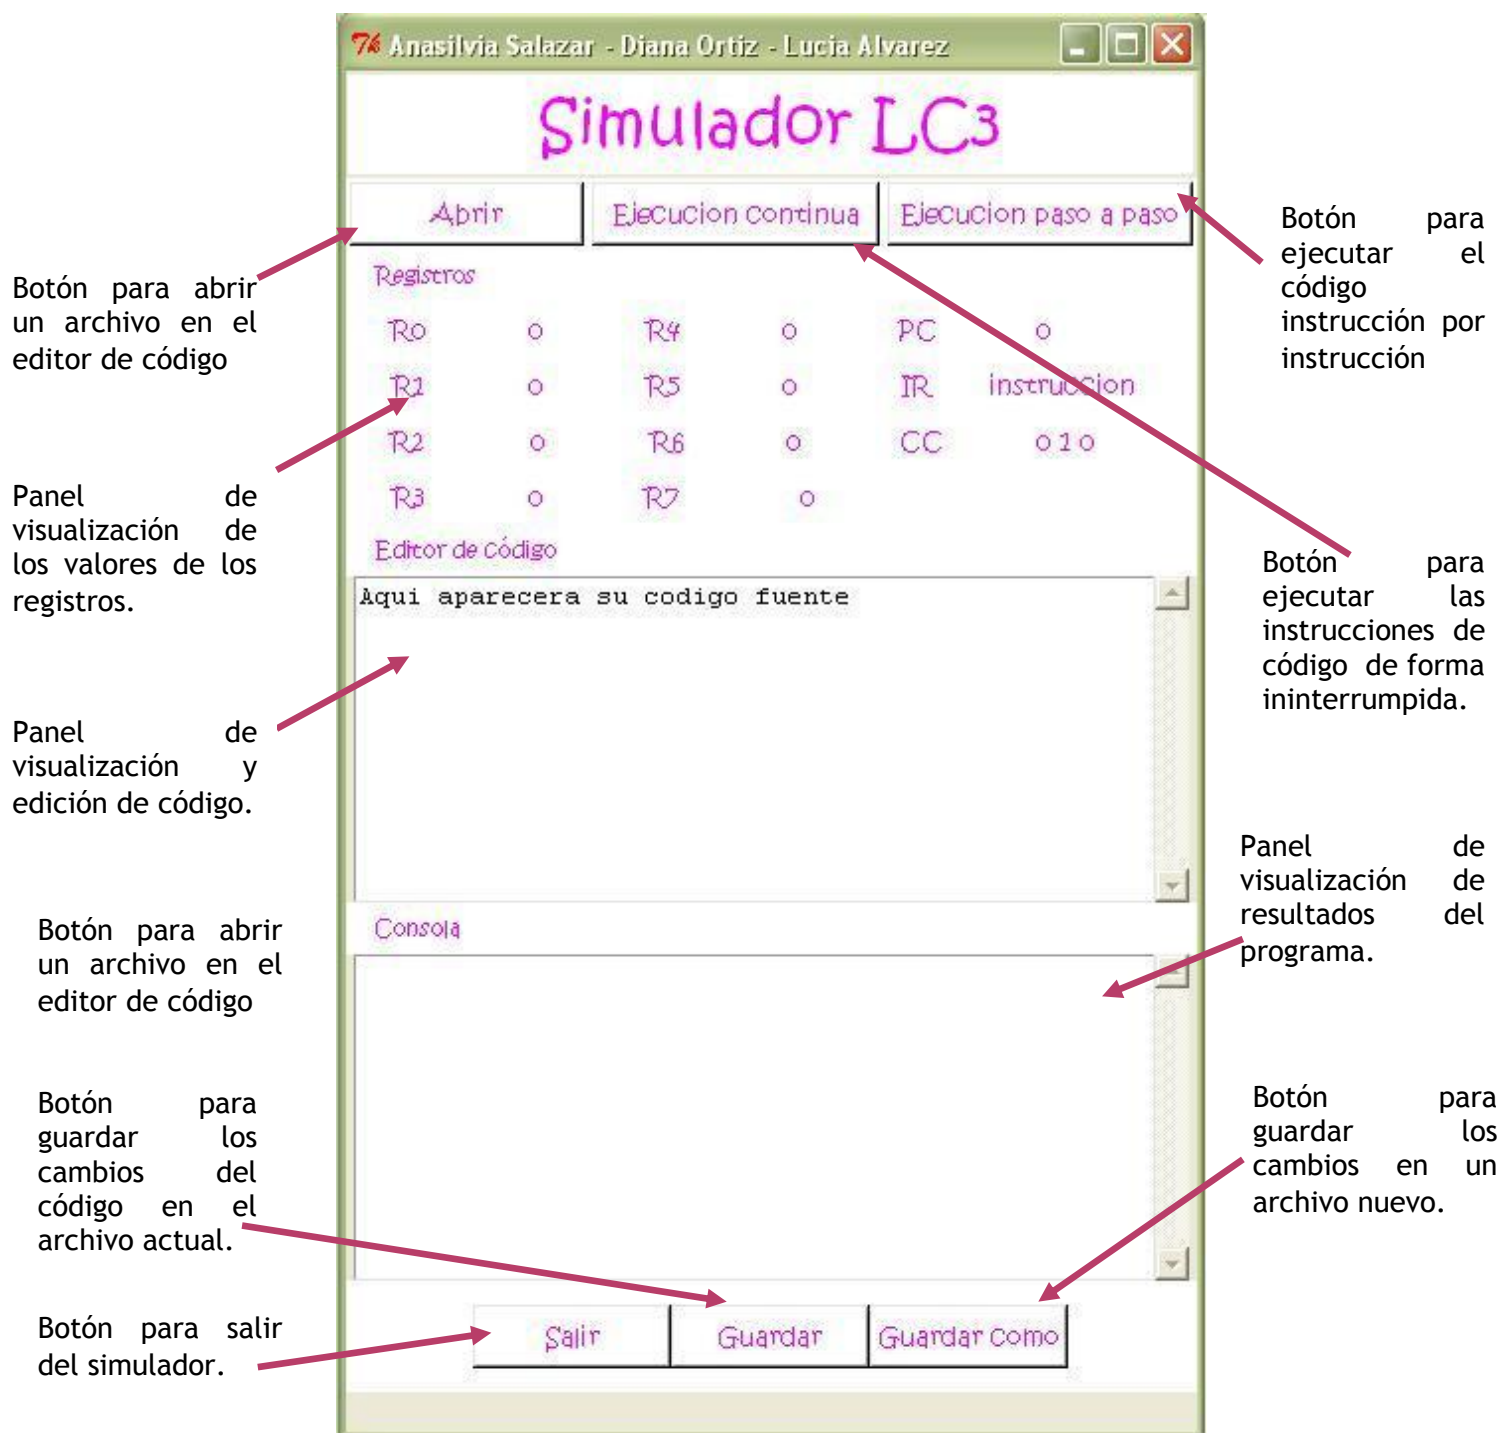 Anasilvia Salazar - Diana Ortiz - Lucia Alvarez
Simulador LC3
Abrir
Ejecucion continua
Ejecucion paso a paso
Registros
R0 0 R4 0 PC 0
R1 0 R5 0 IR instruccion
R2 0 R6 0 CC 0 1 0
R3 0 R7 0
Editor de código
Aqui aparecera su codigo fuente
Consola
Salir
Guardar
Guardar como
Botón para abrir
un archivo en el
editor de código
Panel de
visualización de
los valores de los
registros.
Panel de
visualización y
edición de código.
Botón para abrir
un archivo en el
editor de código
Botón para
guardar los
cambios del
código en el
archivo actual.
Botón para salir
del simulador.
Botón para
ejecutar el
código
instrucción por
instrucción
Botón para
ejecutar las
instrucciones de
código de forma
ininterrumpida.
Panel de
visualización de
resultados del
programa.
Botón para
guardar los
cambios en un
archivo nuevo.